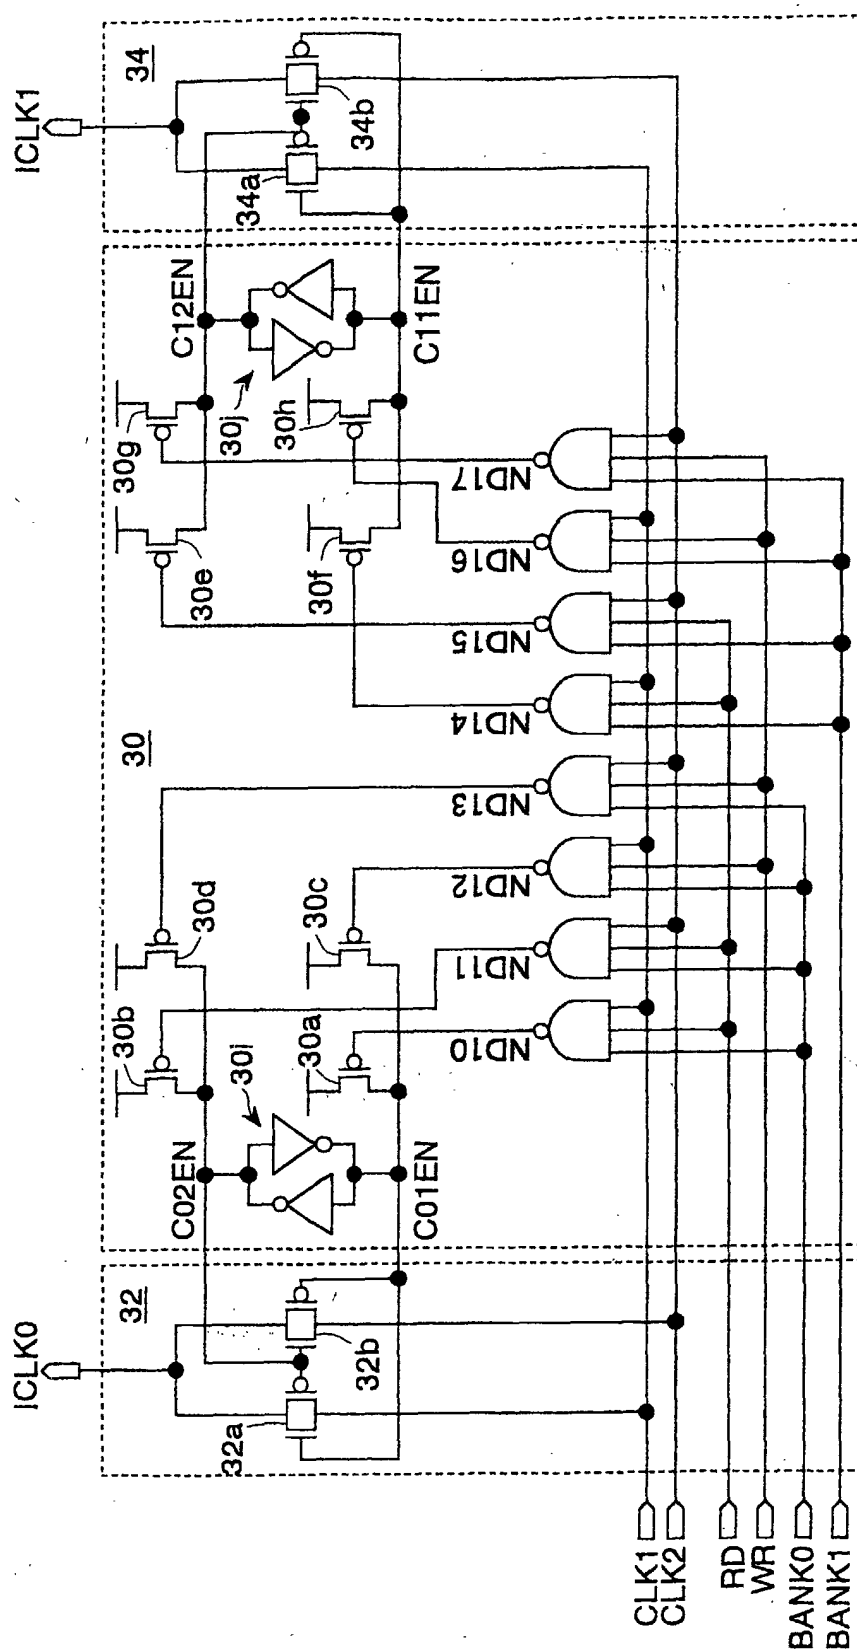 ICLK0
ICLK1
32
30
34
32a
32b
34a
34b
C02EN
C01EN
C12EN
C11EN
30i
30j
30b
30a
30d
30c
30e
30f
30g
30h
ND10
ND11
ND12
ND13
ND14
ND15
ND16
ND17
CLK1
CLK2
RD
WR
BANK0
BANK1